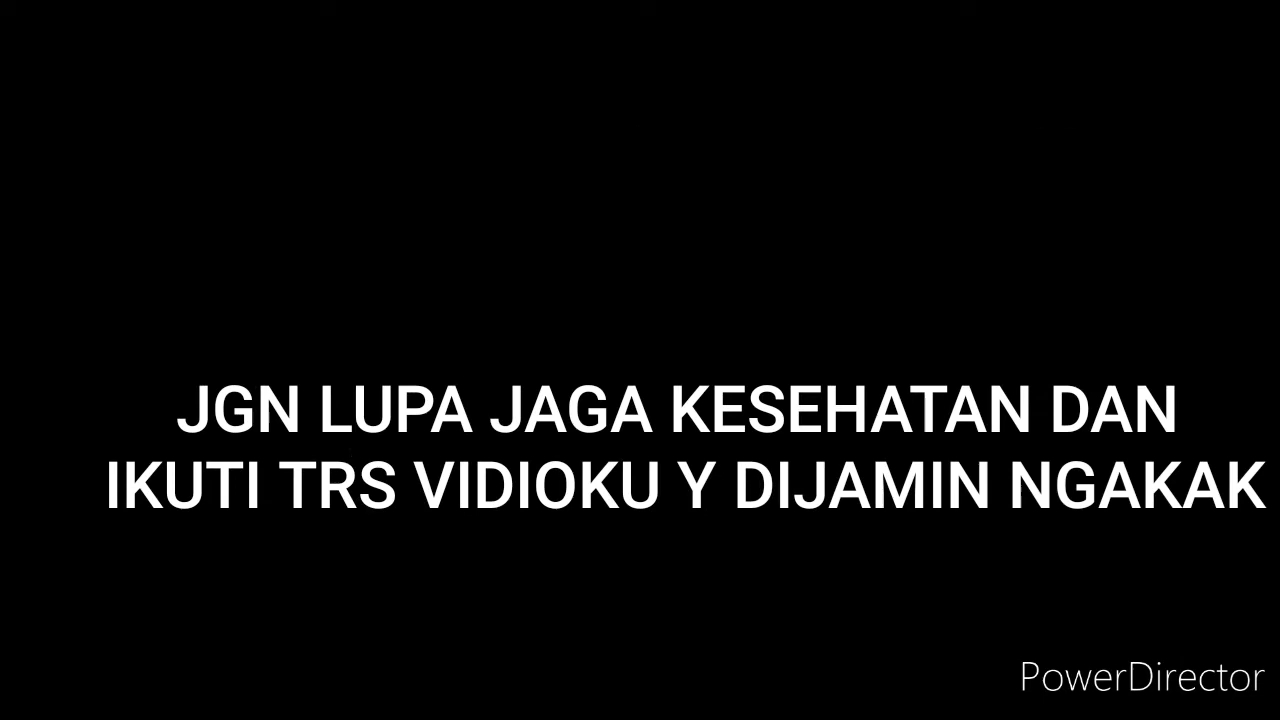 JGN LUPA JAGA KESEHATAN DAN
IKUTI TRS VIDIOKU Y DIJAMIN NGAKAK
PowerDirector